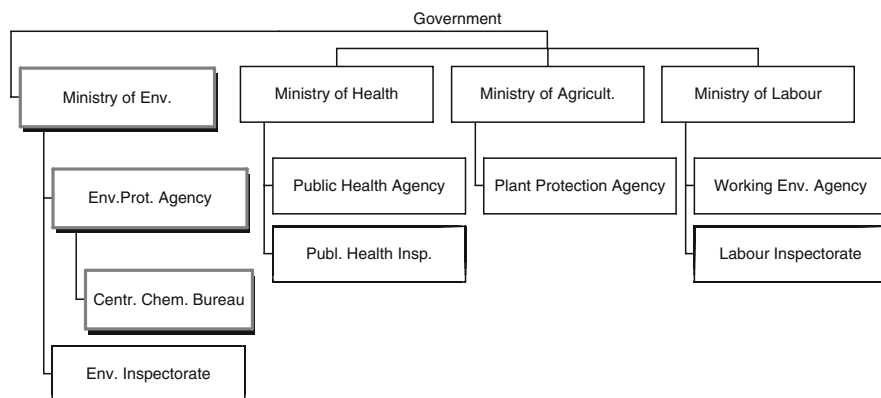 Government
Ministry of Env.
Ministry of Health
Ministry of Agricult.
Ministry of Labour
Env.Prot. Agency
Public Health Agency
Plant Protection Agency
Working Env. Agency
Publ. Health Insp.
Labour Inspectorate
Centr. Chem. Bureau
Env. Inspectorate